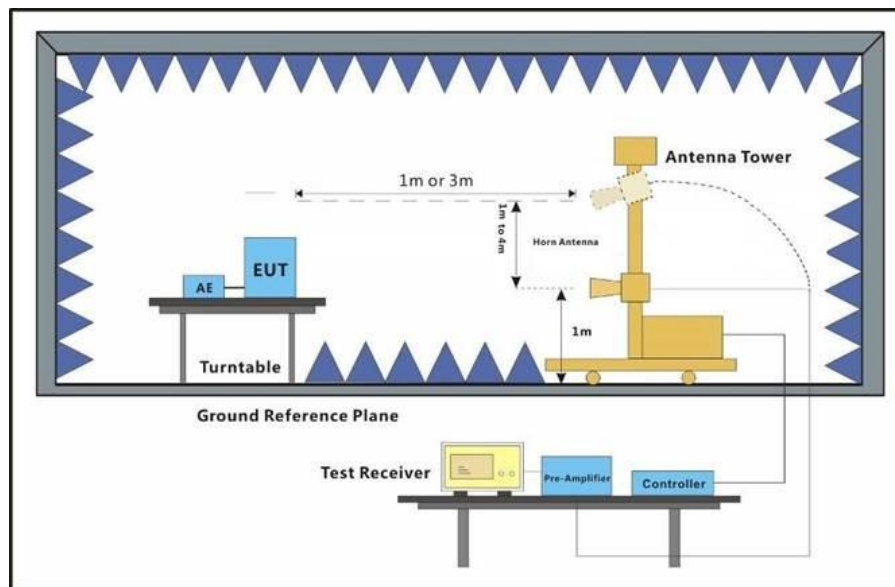 Antenna Tower
1m or 3m
1m to 4m
Horn Antenna
EUT
AE
1m
Turntable
Ground Reference Plane
Test Receiver
Pre-Amplifier
Controller